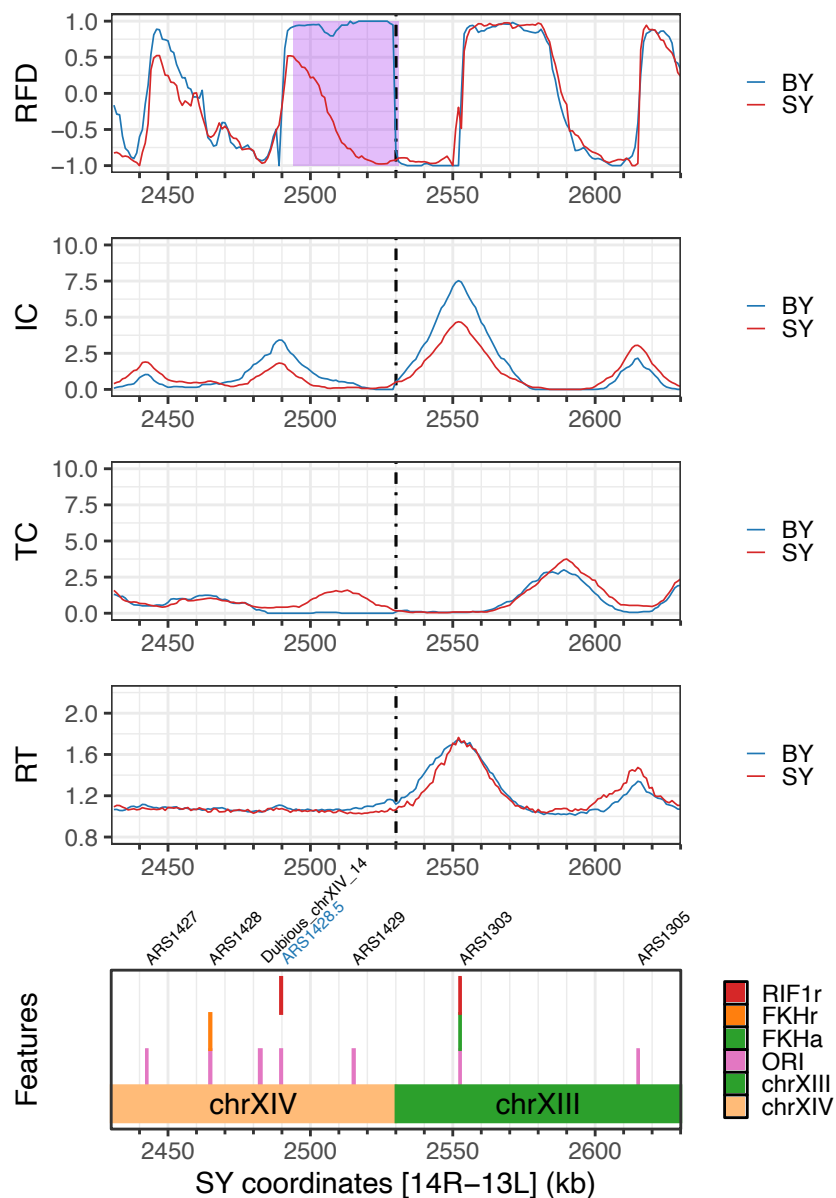 RFD
1.0
0.5
0.0
−0.5
−1.0
2450 2500 2550 2600
BY
SY
IC
10.0
7.5
5.0
2.5
0.0
2450 2500 2550 2600
BY
SY
TC
10.0
7.5
5.0
2.5
0.0
2450 2500 2550 2600
BY
SY
RT
2.0
1.6
1.2
0.8
2450 2500 2550 2600
BY
SY
ARS1427
ARS1428
Dubious_chrXIV_14
ARS1428.5
ARS1429
ARS1303
ARS1305
Features
chrXIV chrXIII
RIF1r
FKHr
FKHa
ORI
chrXIII
chrXIV
2450 2500 2550 2600
SY coordinates [14R−13L] (kb)